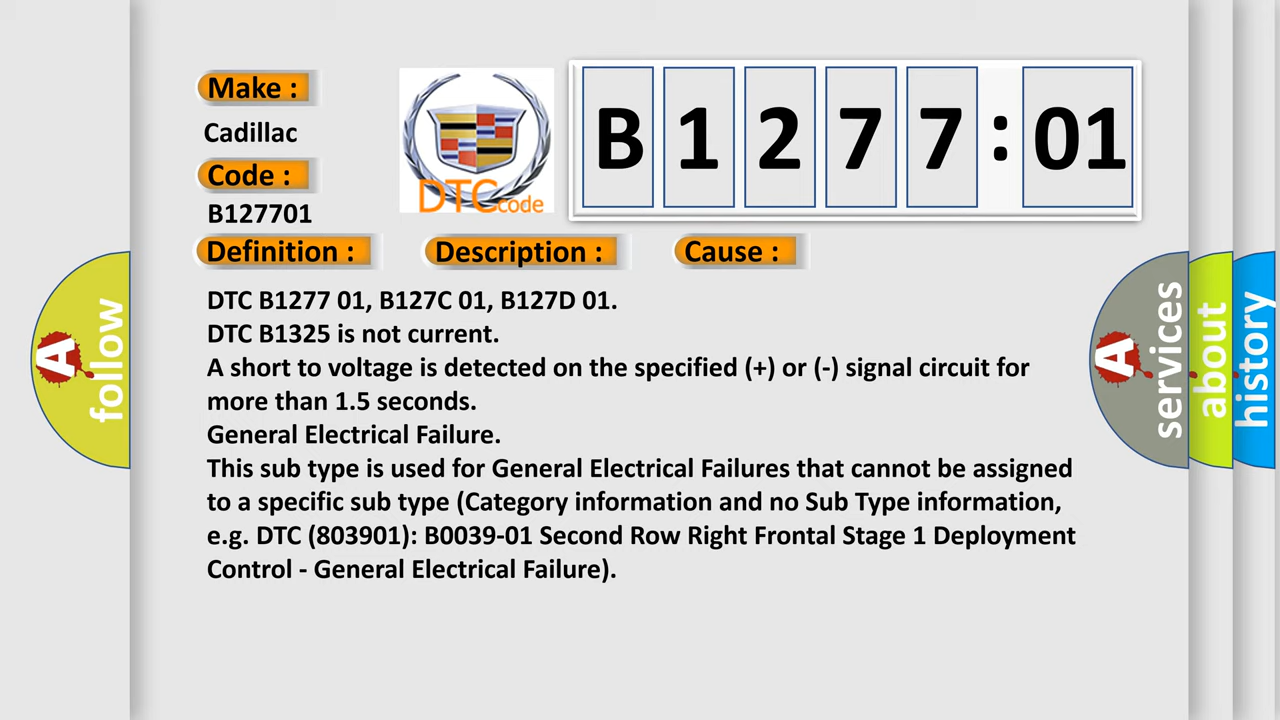 Make :
Cadillac
Code :
B127701
DTC code
B 1 2 7 7 : 01
Definition :
Description :
Cause :
DTC B1277 01, B127C 01, B127D 01.
DTC B1325 is not current.
A short to voltage is detected on the specified (+) or (-) signal circuit for
more than 1.5 seconds.
General Electrical Failure.
This sub type is used for General Electrical Failures that cannot be assigned
to a specific sub type (Category information and no Sub Type information,
e.g. DTC (803901): B0039-01 Second Row Right Frontal Stage 1 Deployment
Control - General Electrical Failure).
A follow
A services
about
history